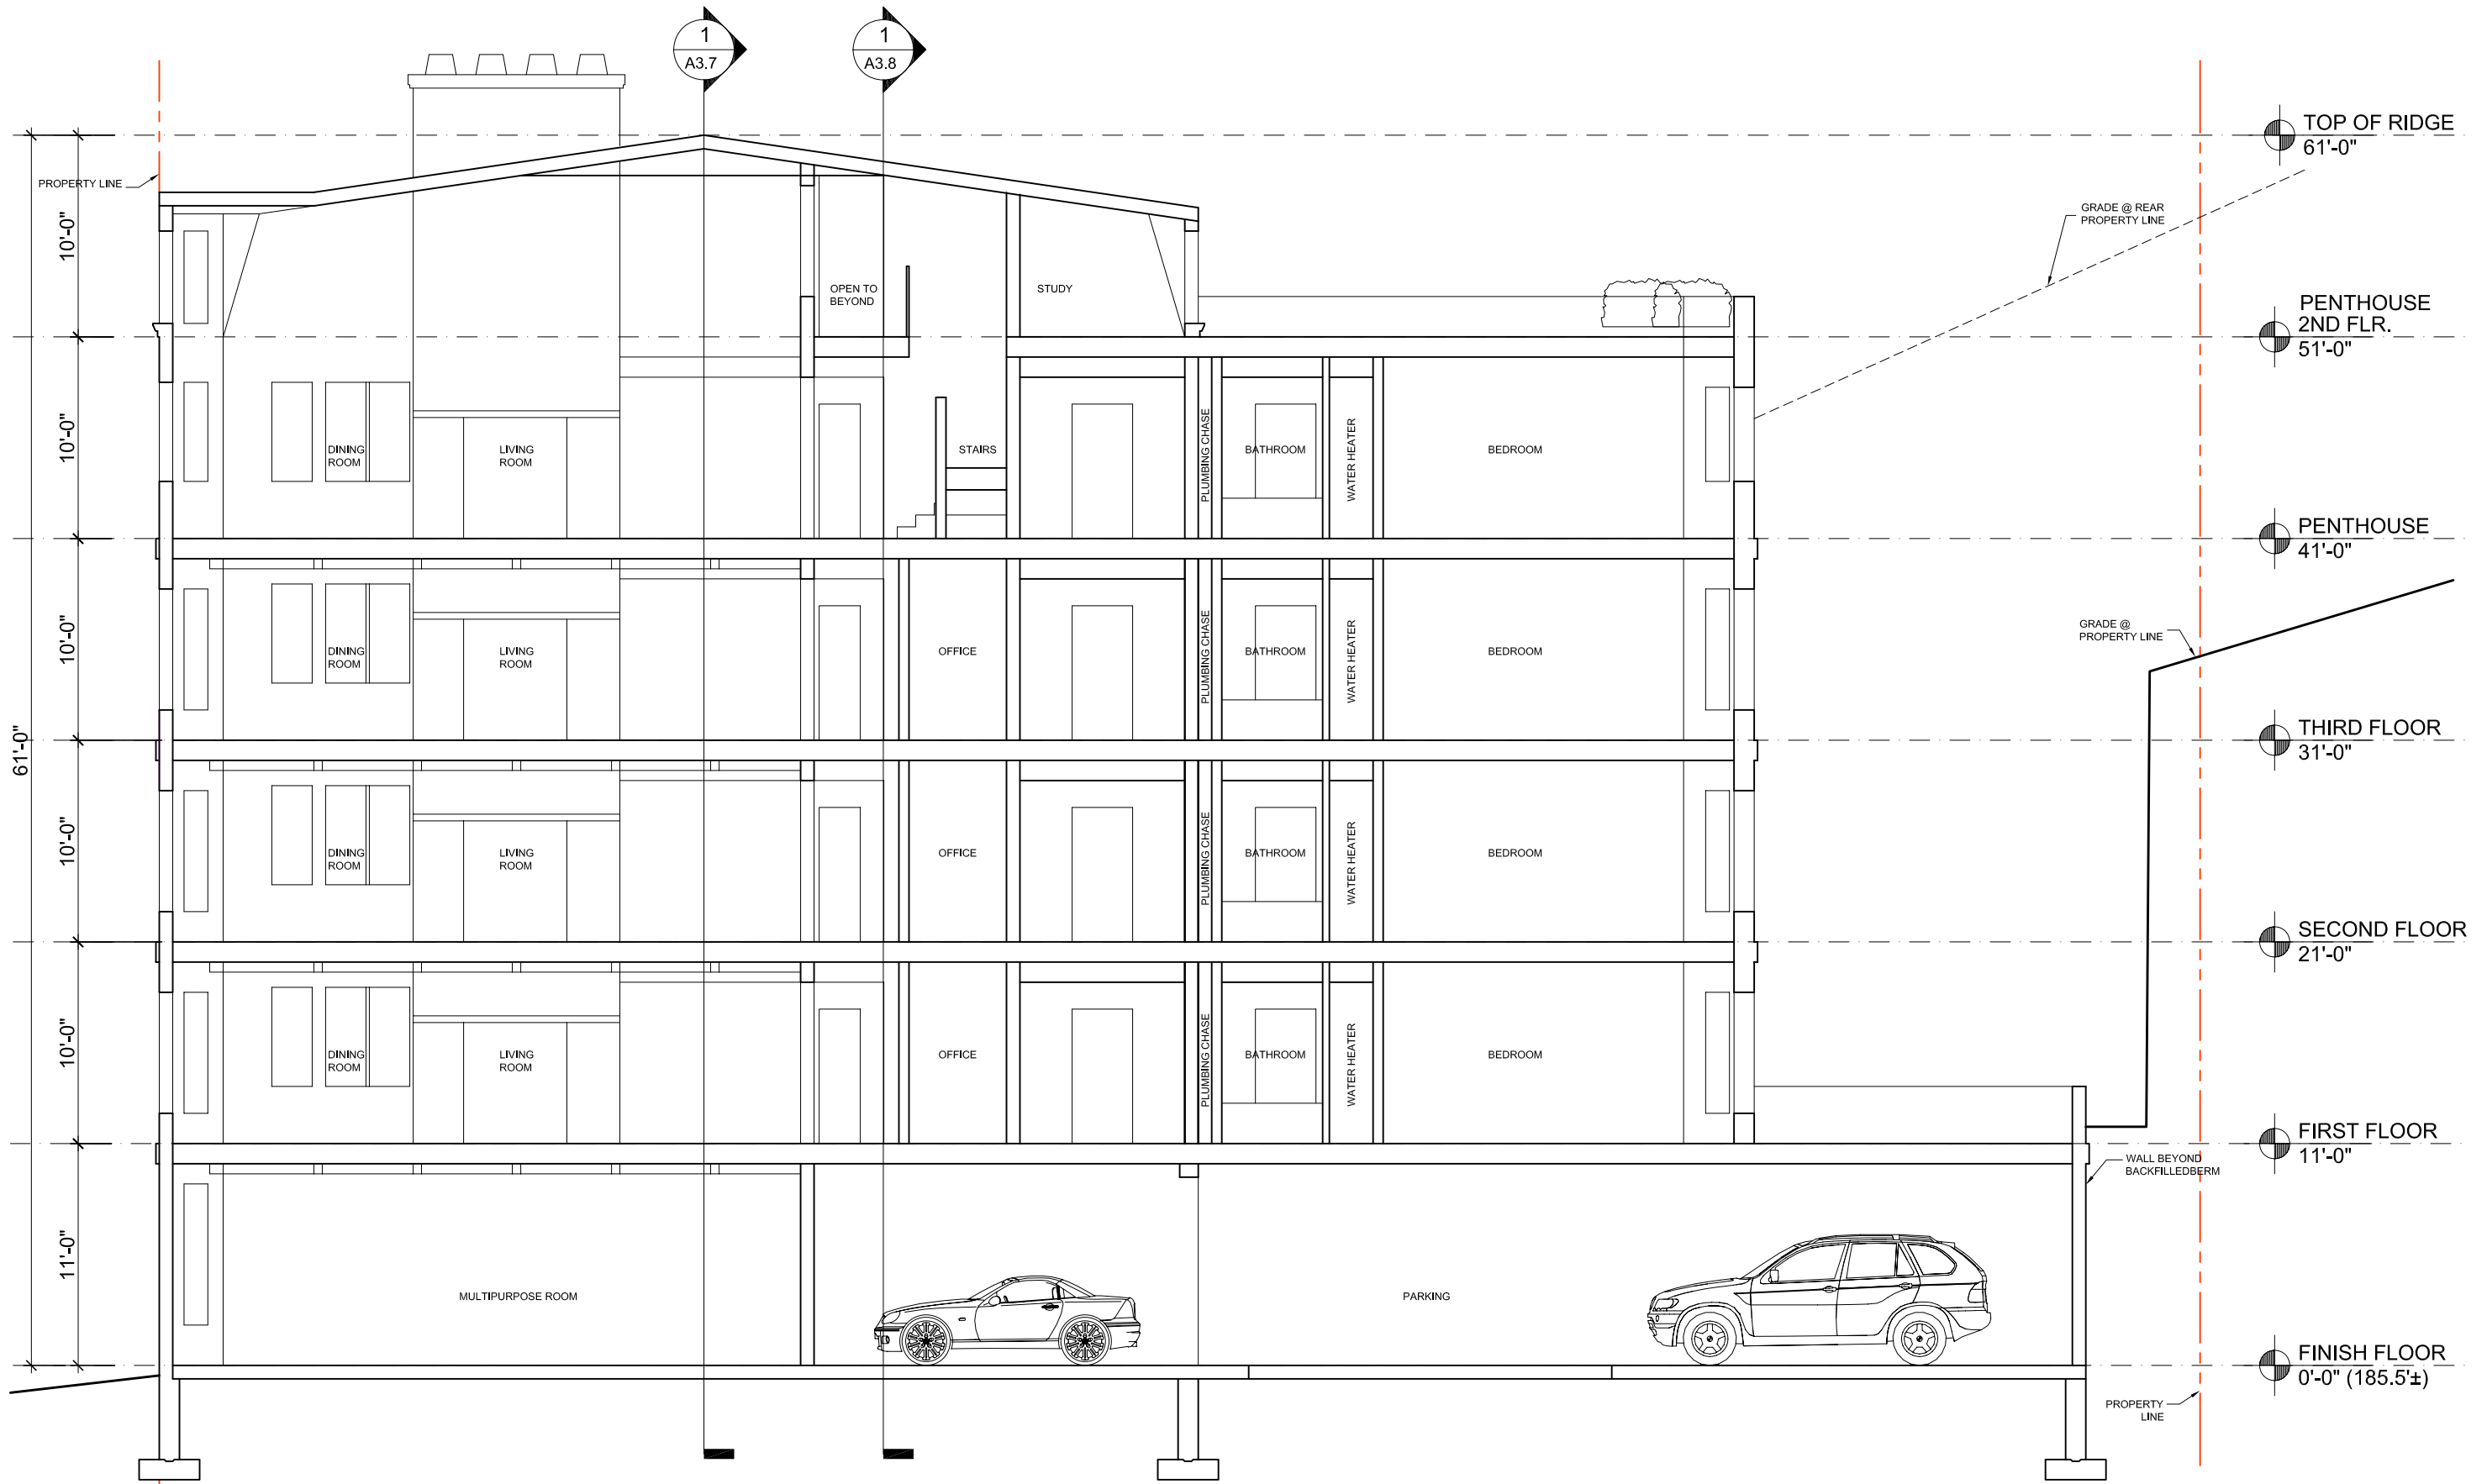 1
A3.7
1
A3.8
TOP OF RIDGE
61'-0"
PROPERTY LINE
GRADE @ REAR
PROPERTY LINE
10'-0"
OPEN TO
BEYOND
STUDY
PENTHOUSE
2ND FLR.
51'-0"
10'-0"
DINING
ROOM
LIVING
ROOM
STAIRS
PLUMBING CHASE
BATHROOM
WATER HEATER
BEDROOM
PENTHOUSE
41'-0"
10'-0"
DINING
ROOM
LIVING
ROOM
OFFICE
PLUMBING CHASE
BATHROOM
WATER HEATER
BEDROOM
GRADE @
PROPERTY LINE
THIRD FLOOR
31'-0"
61'-0"
10'-0"
DINING
ROOM
LIVING
ROOM
OFFICE
PLUMBING CHASE
BATHROOM
WATER HEATER
BEDROOM
SECOND FLOOR
21'-0"
10'-0"
DINING
ROOM
LIVING
ROOM
OFFICE
PLUMBING CHASE
BATHROOM
WATER HEATER
BEDROOM
FIRST FLOOR
11'-0"
WALL BEYOND
BACKFILLEDBERM
11'-0"
MULTIPURPOSE ROOM
PARKING
FINISH FLOOR
0'-0" (185.5'±)
PROPERTY
LINE